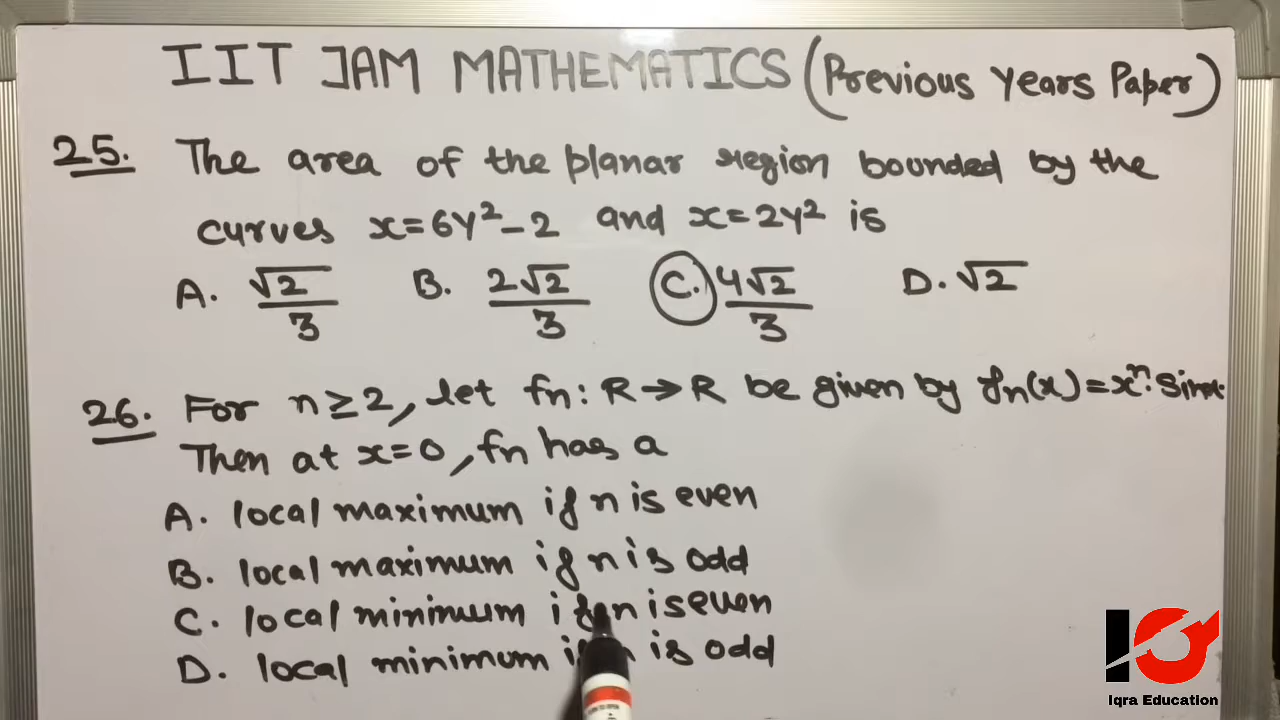 IIT JAM MATHEMATICS (Previous Years Paper)
25. The area of the planar region bounded by the
curves x=6y²-2 and x=2y² is
A. √2/3 B. 2√2/3 C. 4√2/3 D. √2
26. For n≥2, let fn: R→R be given by fn(x)=xⁿ. Sinx.
Then at x=0, fn has a
A. local maximum if n is even
B. local maximum if n is odd
C. local minimum if n is even
D. local minimum is odd
Iqra Education